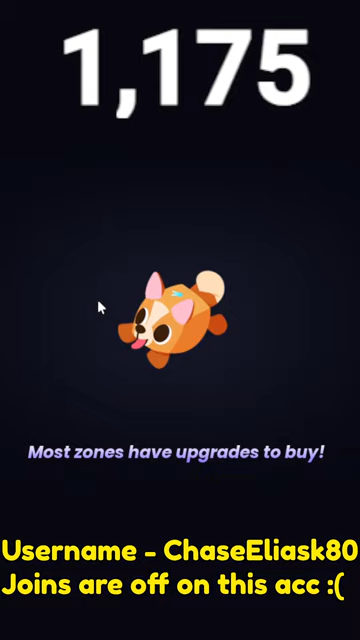 1,175
Most zones have upgrades to buy!
Username - ChaseEliask80
Joins are off on this acc :(